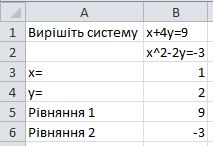 A B
1 Вирішіть систему x+4y=9
2 x^2-2y=-3
3 x= 1
4 y= 2
5 Рівняння 1 9
6 Рівняння 2 -3